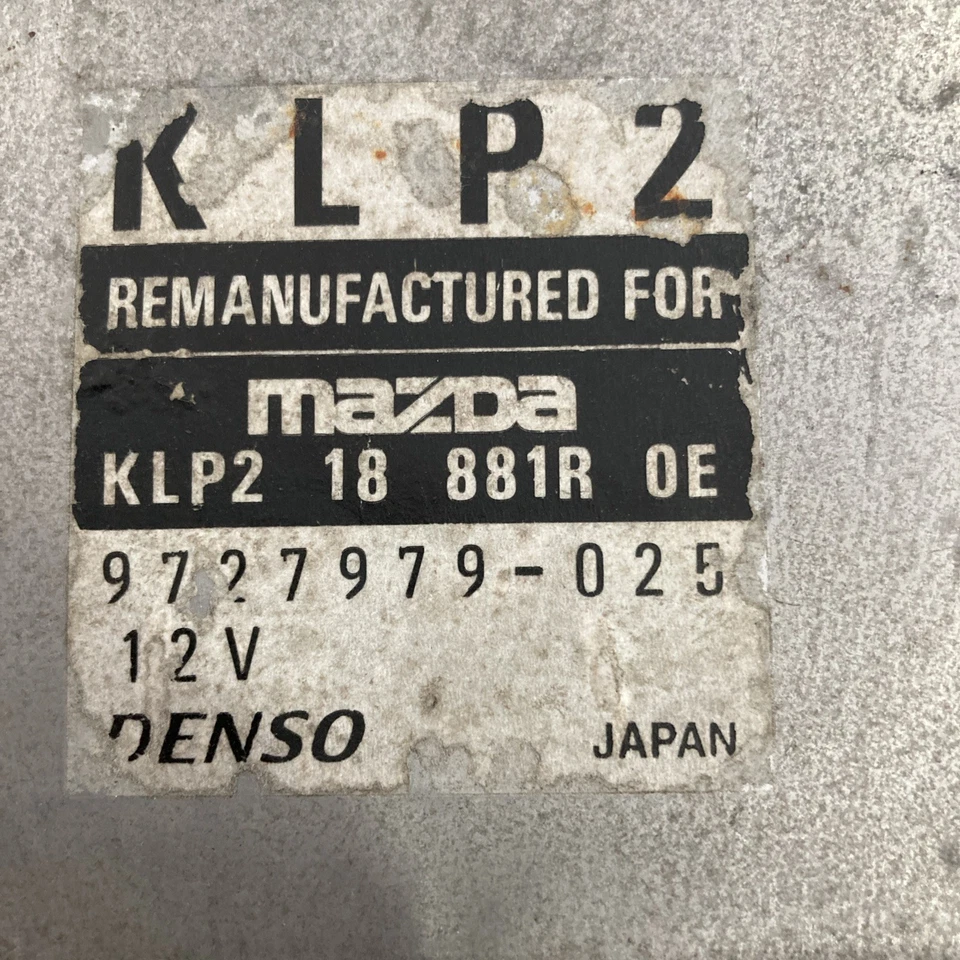 KLP2
REMANUFACTURED FOR
mazda
KLP2 18 881R 0E
9727979-025
12V
DENSO JAPAN